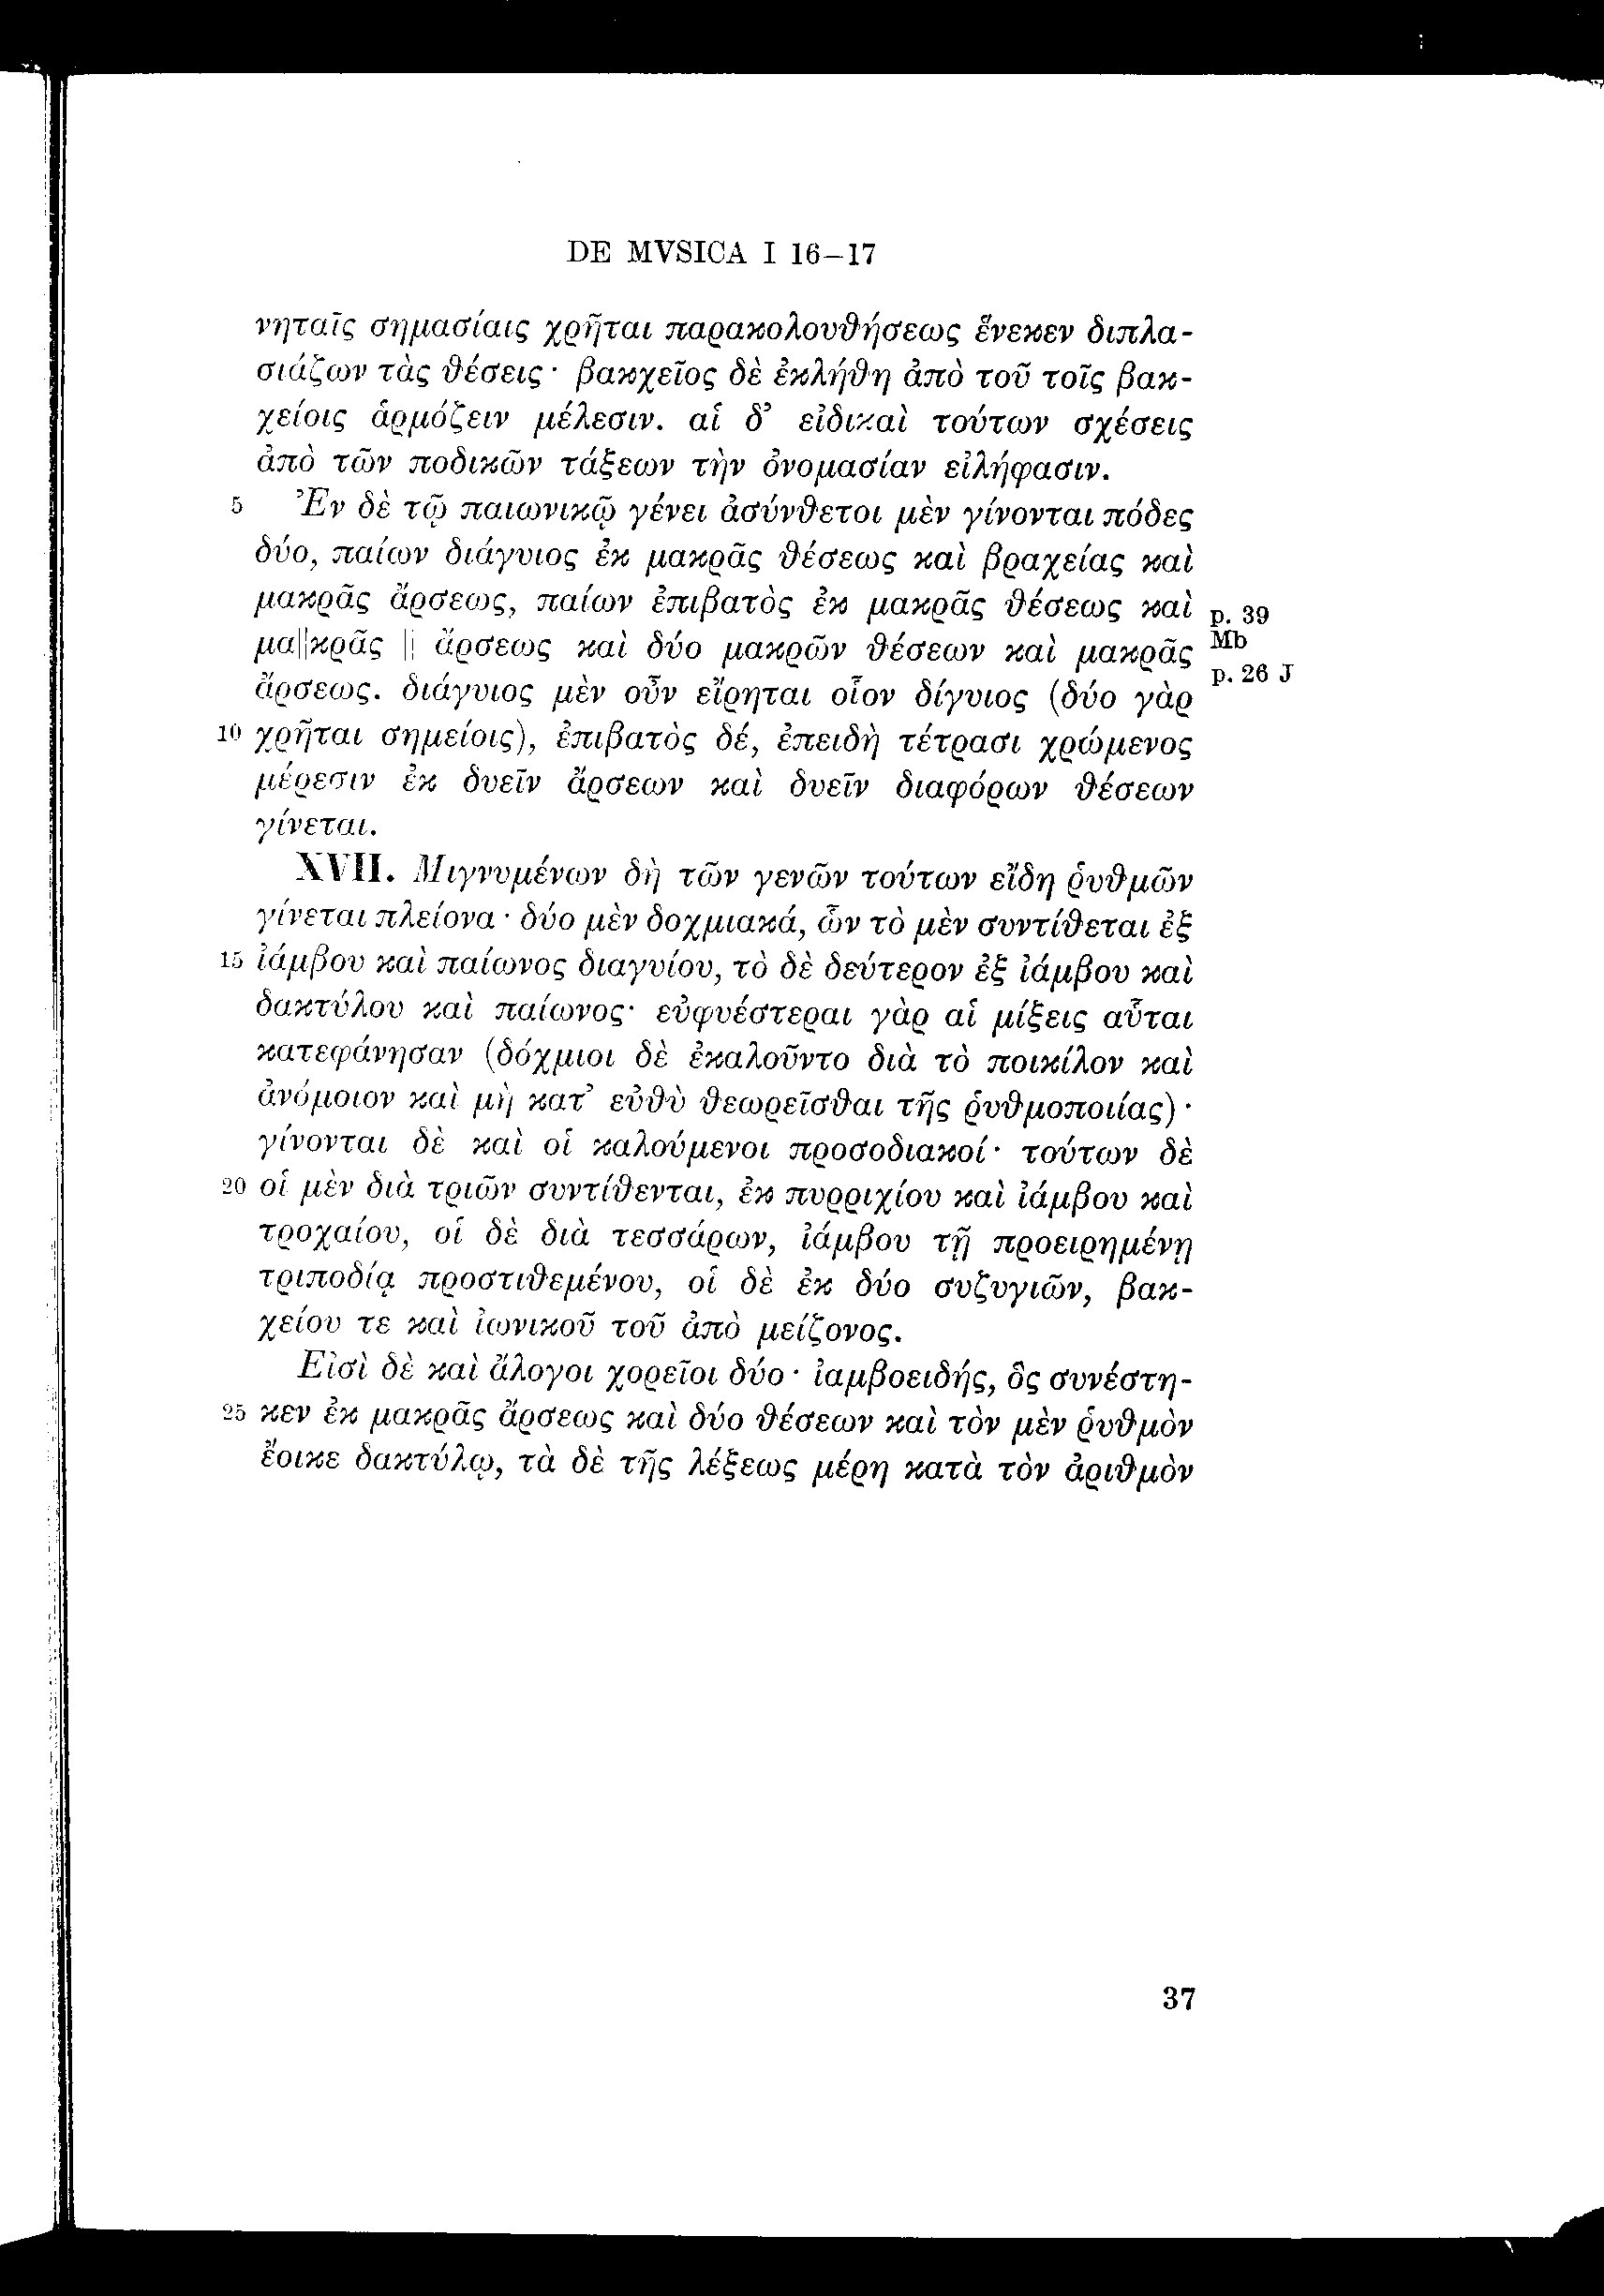 DE MVSICA I 16–17
νηταῖς σημασίαις χρῆται παρακολουθήσεως ἕνεκεν διπλα-
σιάζων τὰς θέσεις· βακχεῖος δὲ ἐκλήθη ἀπὸ τοῦ τοῖς βακ-
χείοις ἁρμόζειν μέλεσιν. αἱ δ’ εἰδικαὶ τούτων σχέσεις
ἀπὸ τῶν ποδικῶν τάξεων τὴν ὀνομασίαν εἰλήφασιν.
5 Ἐν δὲ τῷ παιωνικῷ γένει ἀσύνθετοι μὲν γίνονται πόδες
δύο, παίων διάγυιος ἐκ μακρᾶς θέσεως καὶ βραχείας καὶ
μακρᾶς ἄρσεως, παίων ἐπιβατὸς ἐκ μακρᾶς θέσεως καὶ p. 39
μα||κρᾶς || ἄρσεως καὶ δύο μακρῶν θέσεων καὶ μακρᾶς Mb
p. 26 J
ἄρσεως. διάγυιος μὲν οὖν εἴρηται οἷον δίγυιος (δύο γὰρ
10 χρῆται σημείοις), ἐπιβατὸς δέ, ἐπειδὴ τέτρασι χρώμενος
μέρεσιν ἐκ δυεῖν ἄρσεων καὶ δυεῖν διαφόρων θέσεων
γίνεται.
XVII. Μιγνυμένων δὴ τῶν γενῶν τούτων εἴδη ῥυθμῶν
γίνεται πλείονα· δύο μὲν δοχμιακά, ὧν τὸ μὲν συντίθεται ἐξ
15 ἰάμβου καὶ παίωνος διαγυίου, τὸ δὲ δεύτερον ἐξ ἰάμβου καὶ
δακτύλου καὶ παίωνος· εὐφυέστεραι γὰρ αἱ μίξεις αὗται
κατεφάνησαν (δόχμιοι δὲ ἐκαλοῦντο διὰ τὸ ποικίλον καὶ
ἀνόμοιον καὶ μὴ κατ’ εὐθὺ θεωρεῖσθαι τῆς ῥυθμοποιίας)·
γίνονται δὲ καὶ οἱ καλούμενοι προσοδιακοί· τούτων δὲ
20 οἱ μὲν διὰ τριῶν συντίθενται, ἐκ πυρριχίου καὶ ἰάμβου καὶ
τροχαίου, οἱ δὲ διὰ τεσσάρων, ἰάμβου τῇ προειρημένῃ
τριποδίᾳ προστιθεμένου, οἱ δὲ ἐκ δύο συζυγιῶν, βακ-
χείου τε καὶ ἰωνικοῦ τοῦ ἀπὸ μείζονος.
Εἰσὶ δὲ καὶ ἄλογοι χορεῖοι δύο· ἰαμβοειδής, ὃς συνέστη-
25 κεν ἐκ μακρᾶς ἄρσεως καὶ δύο θέσεων καὶ τὸν μὲν ῥυθμὸν
ἔοικε δακτύλῳ, τὰ δὲ τῆς λέξεως μέρη κατὰ τὸν ἀριθμὸν
37